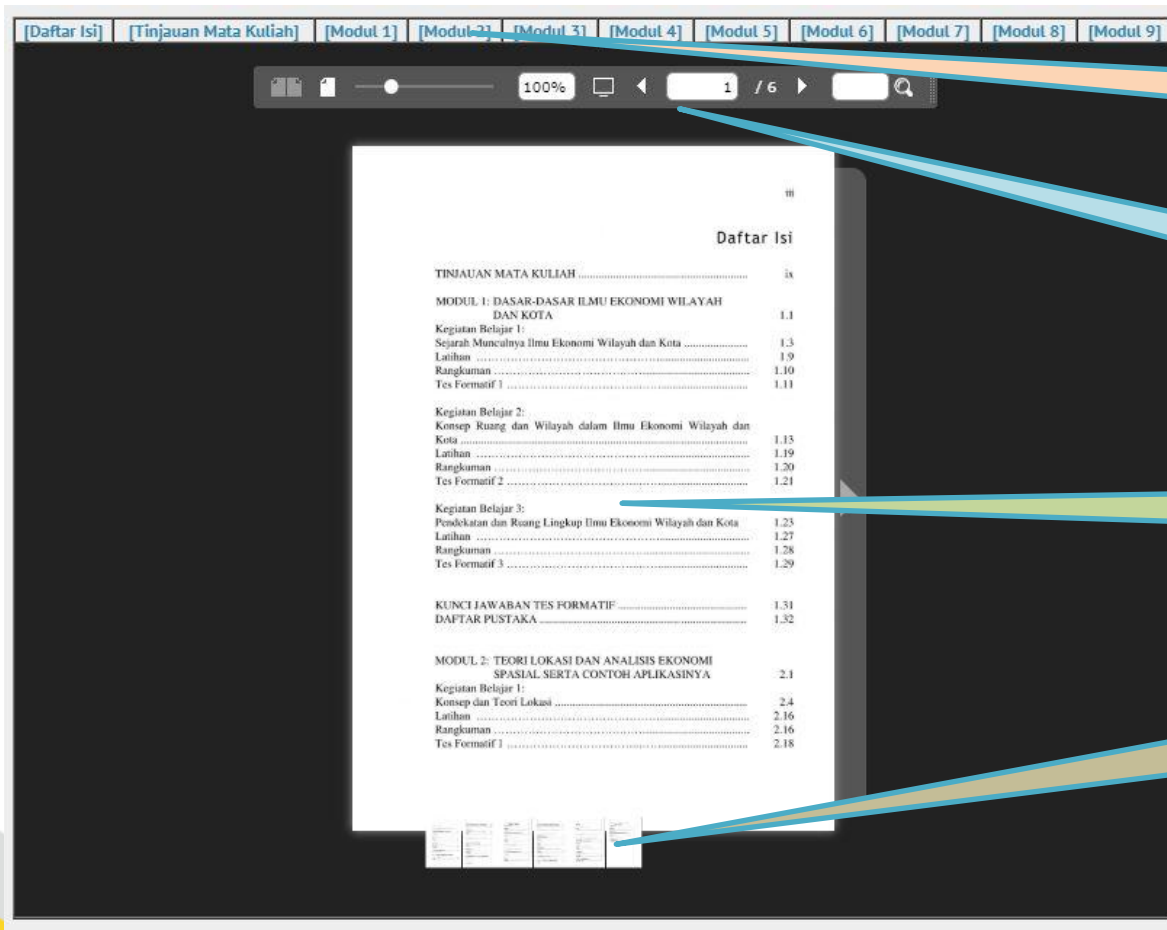 [Daftar Isi] [Tinjauan Mata Kuliah] [Modul 1] [Modul 2] [Modul 3] [Modul 4] [Modul 5] [Modul 6] [Modul 7] [Modul 8] [Modul 9]
100% 1 / 6
iii
Daftar Isi
TINJAUAN MATA KULIAH ix
MODUL 1: DASAR-DASAR ILMU EKONOMI WILAYAH
DAN KOTA 1.1
Kegiatan Belajar 1:
Sejarah Munculnya Ilmu Ekonomi Wilayah dan Kota 1.3
Latihan 1.9
Rangkuman 1.10
Tes Formatif 1 1.11
Kegiatan Belajar 2:
Konsep Ruang dan Wilayah dalam Ilmu Ekonomi Wilayah dan
Kota 1.13
Latihan 1.19
Rangkuman 1.20
Tes Formatif 2 1.21
Kegiatan Belajar 3:
Pendekatan dan Ruang Lingkup Ilmu Ekonomi Wilayah dan Kota 1.23
Latihan 1.27
Rangkuman 1.28
Tes Formatif 3 1.29
KUNCI JAWABAN TES FORMATIF 1.31
DAFTAR PUSTAKA 1.32
MODUL 2: TEORI LOKASI DAN ANALISIS EKONOMI
SPASIAL SERTA CONTOH APLIKASINYA 2.1
Kegiatan Belajar 1:
Konsep dan Teori Lokasi 2.4
Latihan 2.16
Rangkuman 2.16
Tes Formatif 1 2.18